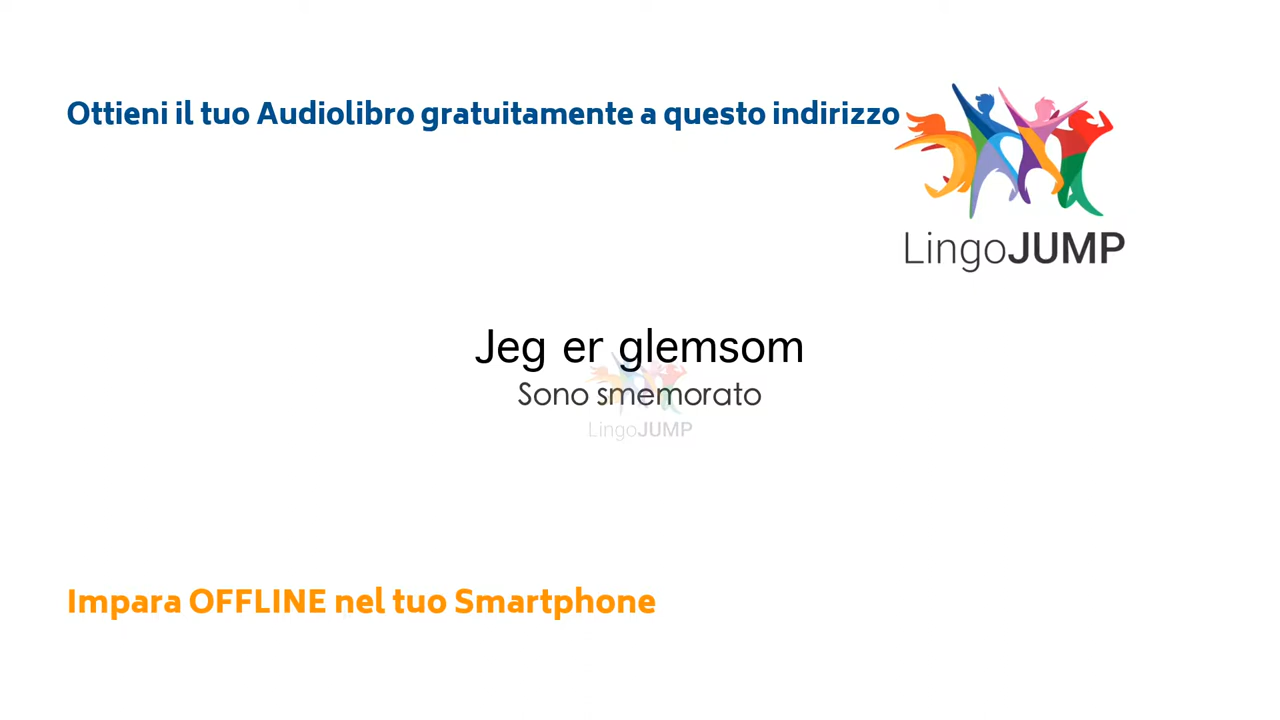 Ottieni il tuo Audiolibro gratuitamente a questo indirizzo
LingoJUMP
Jeg er glemsom
Sono smemorato
LingoJUMP
Impara OFFLINE nel tuo Smartphone